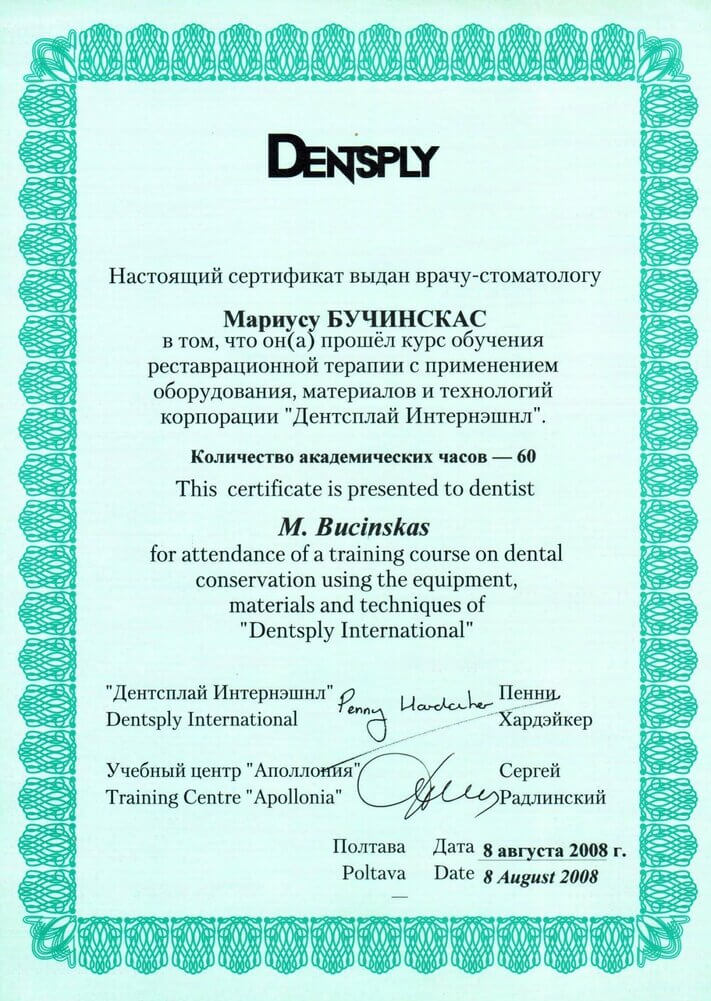 DENTSPLY
Настоящий сертификат выдан врачу-стоматологу
Мариусу БУЧИНСКАС
в том, что он(а) прошёл курс обучения
реставрационной терапии с применением
оборудования, материалов и технологий
корпорации "Дентсплай Интернэшнл".
Количество академических часов — 60
This certificate is presented to dentist
M. Bucinskas
for attendance of a training course on dental
conservation using the equipment,
materials and techniques of
"Dentsply International"
"Дентсплай Интернэшнл" Penny Hardaker Пенни
Dentsply International Хардэйкер
Учебный центр "Аполлония" Сергей
Training Centre "Apollonia" Радлинский
Полтава Дата 8 августа 2008 г.
Poltava Date 8 August 2008